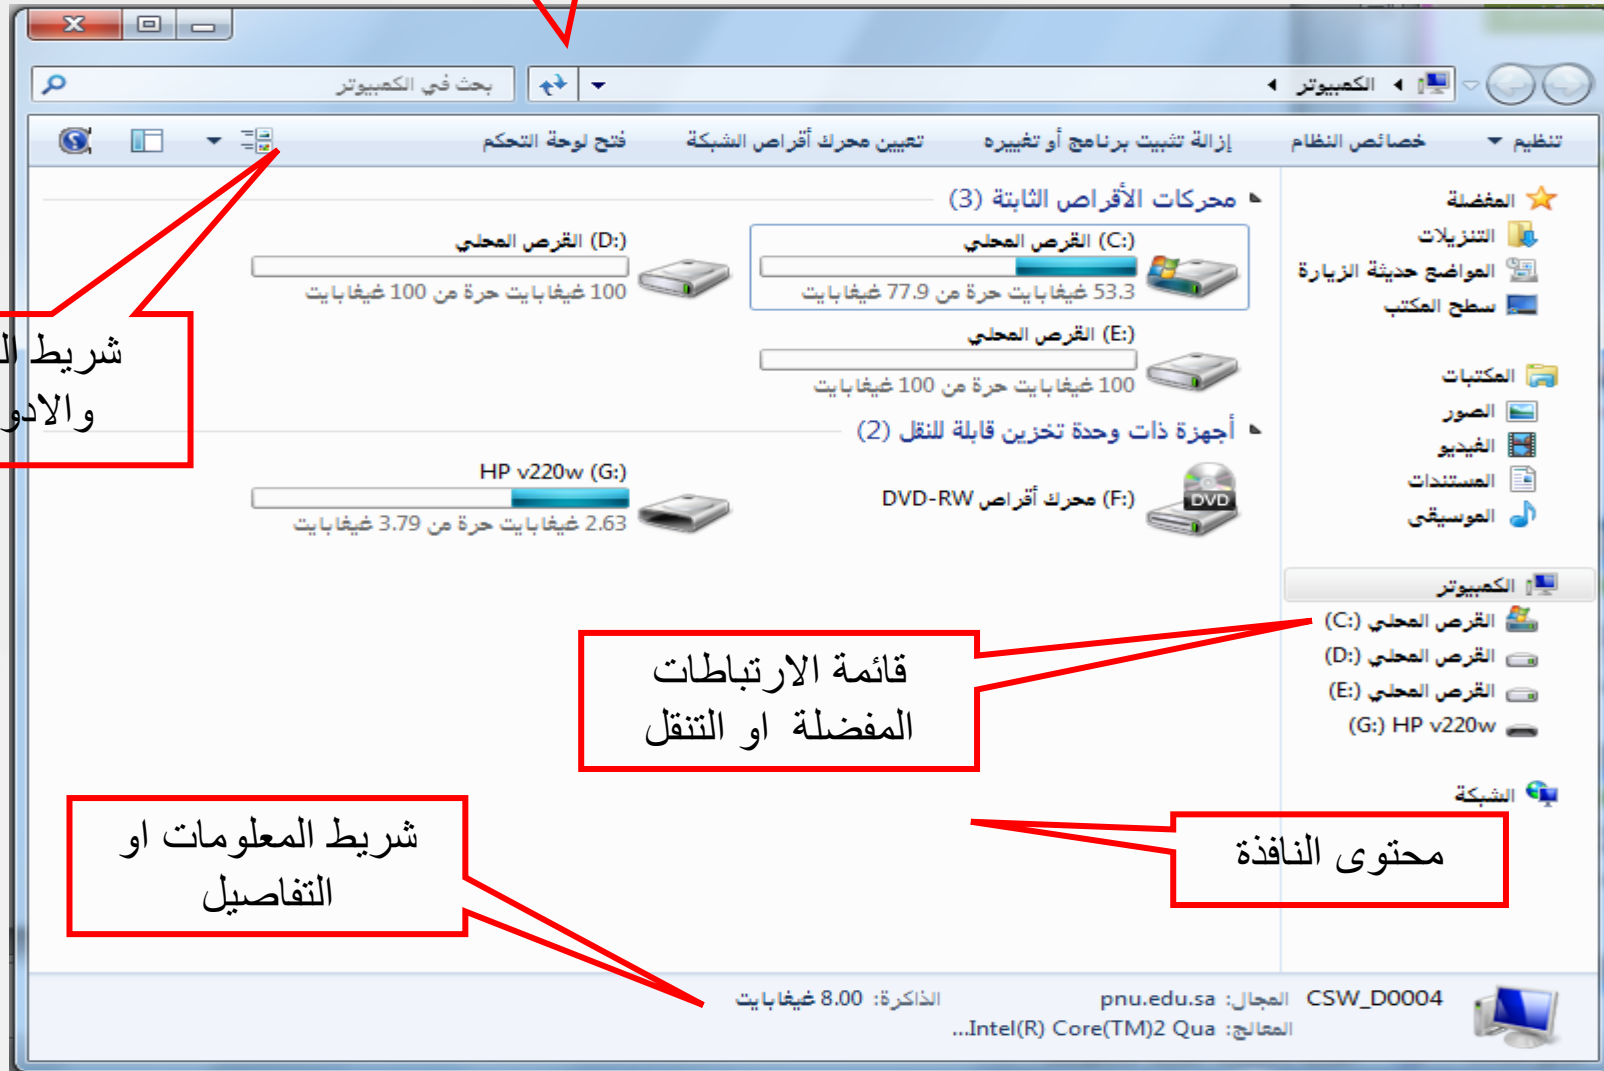 الكمبيوتر
بحث في الكمبيوتر
تنظيم
خصائص النظام
إزالة تثبيت برنامج أو تغييره
تعيين محرك أقراص الشبكة
فتح لوحة التحكم
المفضلة
التنزيلات
المواضع حديثة الزيارة
سطح المكتب
المكتبات
الصور
الفيديو
المستندات
الموسيقى
الكمبيوتر
القرص المحلي (C:)
القرص المحلي (D:)
القرص المحلي (E:)
(G:) HP v220w
الشبكة
محركات الأقراص الثابتة (3)
القرص المحلي (C:)
53.3 غيغابايت حرة من 77.9 غيغابايت
القرص المحلي (D:)
100 غيغابايت حرة من 100 غيغابايت
القرص المحلي (E:)
100 غيغابايت حرة من 100 غيغابايت
أجهزة ذات وحدة تخزين قابلة للنقل (2)
محرك أقراص DVD-RW (F:)
DVD
HP v220w (G:)
2.63 غيغابايت حرة من 3.79 غيغابايت
شريط
قائمة الارتباطات
المفضلة او التنقل
محتوى النافذة
شريط المعلومات او
التفاصيل
CSW_D0004
المجال: pnu.edu.sa
الذاكرة: 8.00 غيغابايت
المعالج: Intel(R) Core(TM)2 Qua...